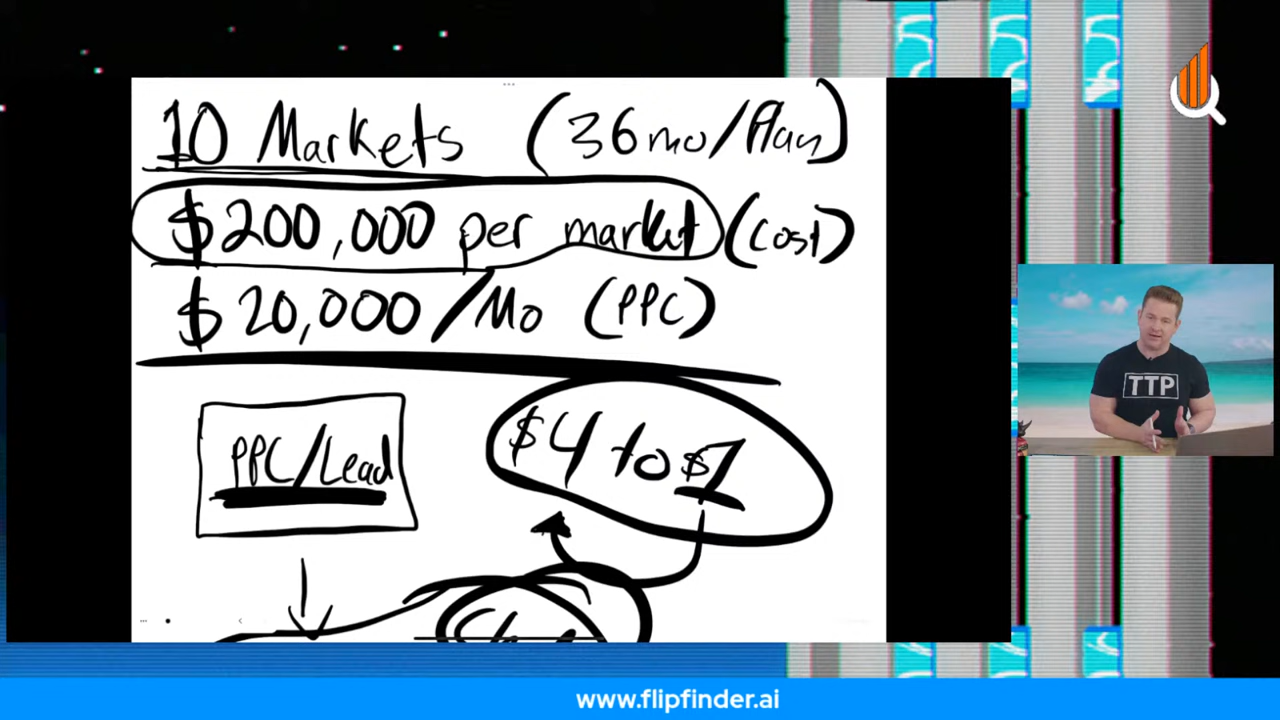 10 Markets (36mo/Plan)
$200,000 per market (cost)
$20,000/Mo (PPC)
PPC/Lead
$4 to $1
TTP
www.flipfinder.ai